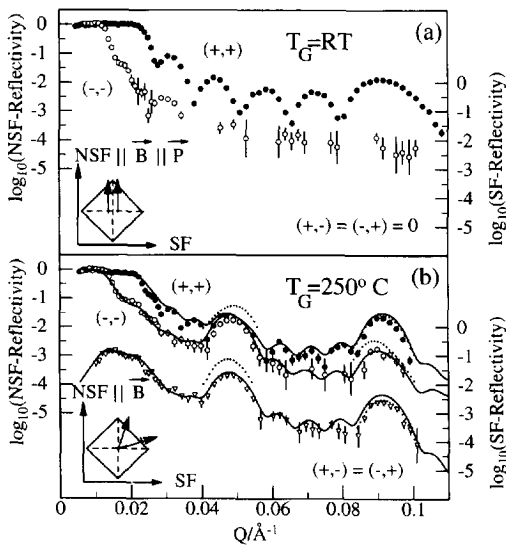 (a)
(+,+)
T_G=RT
(-,-)
0
-1
-2
-3
-4
-5
log₁₀(NSF-Reflectivity)
NSF || B⃗ || P⃗
SF
(+,-) = (-,+) = 0
0
-1
-2
-3
-4
-5
log₁₀(SF-Reflectivity)
(b)
(+,+)
T_G=250° C
(-,-)
0
-1
-2
-3
-4
-5
log₁₀(NSF-Reflectivity)
NSF || B⃗
SF
(+,-) = (-,+)
0
-1
-2
-3
-4
-5
log₁₀(SF-Reflectivity)
0 0.02 0.04 0.06 0.08 0.1
Q/Å⁻¹